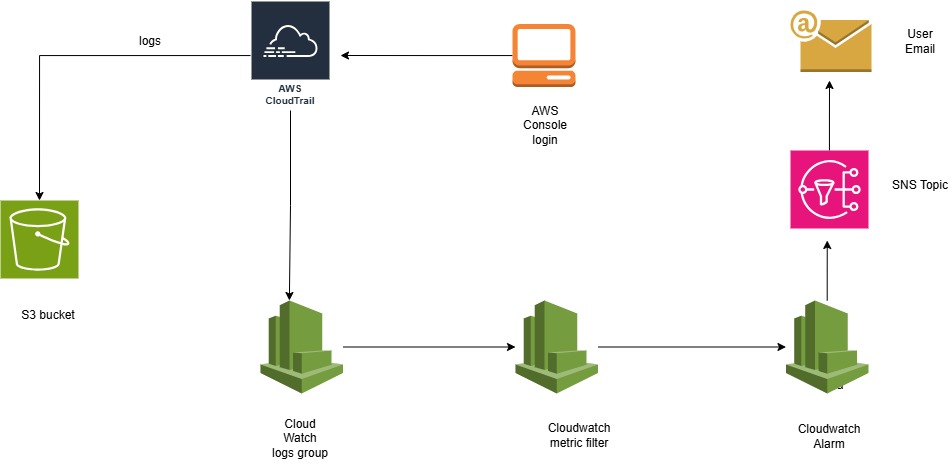 logs
AWS
CloudTrail
AWS
Console
login
@
User
Email
SNS Topic
S3 bucket
Cloud
Watch
logs group
Cloudwatch
metric filter
Cloudwatch
Alarm